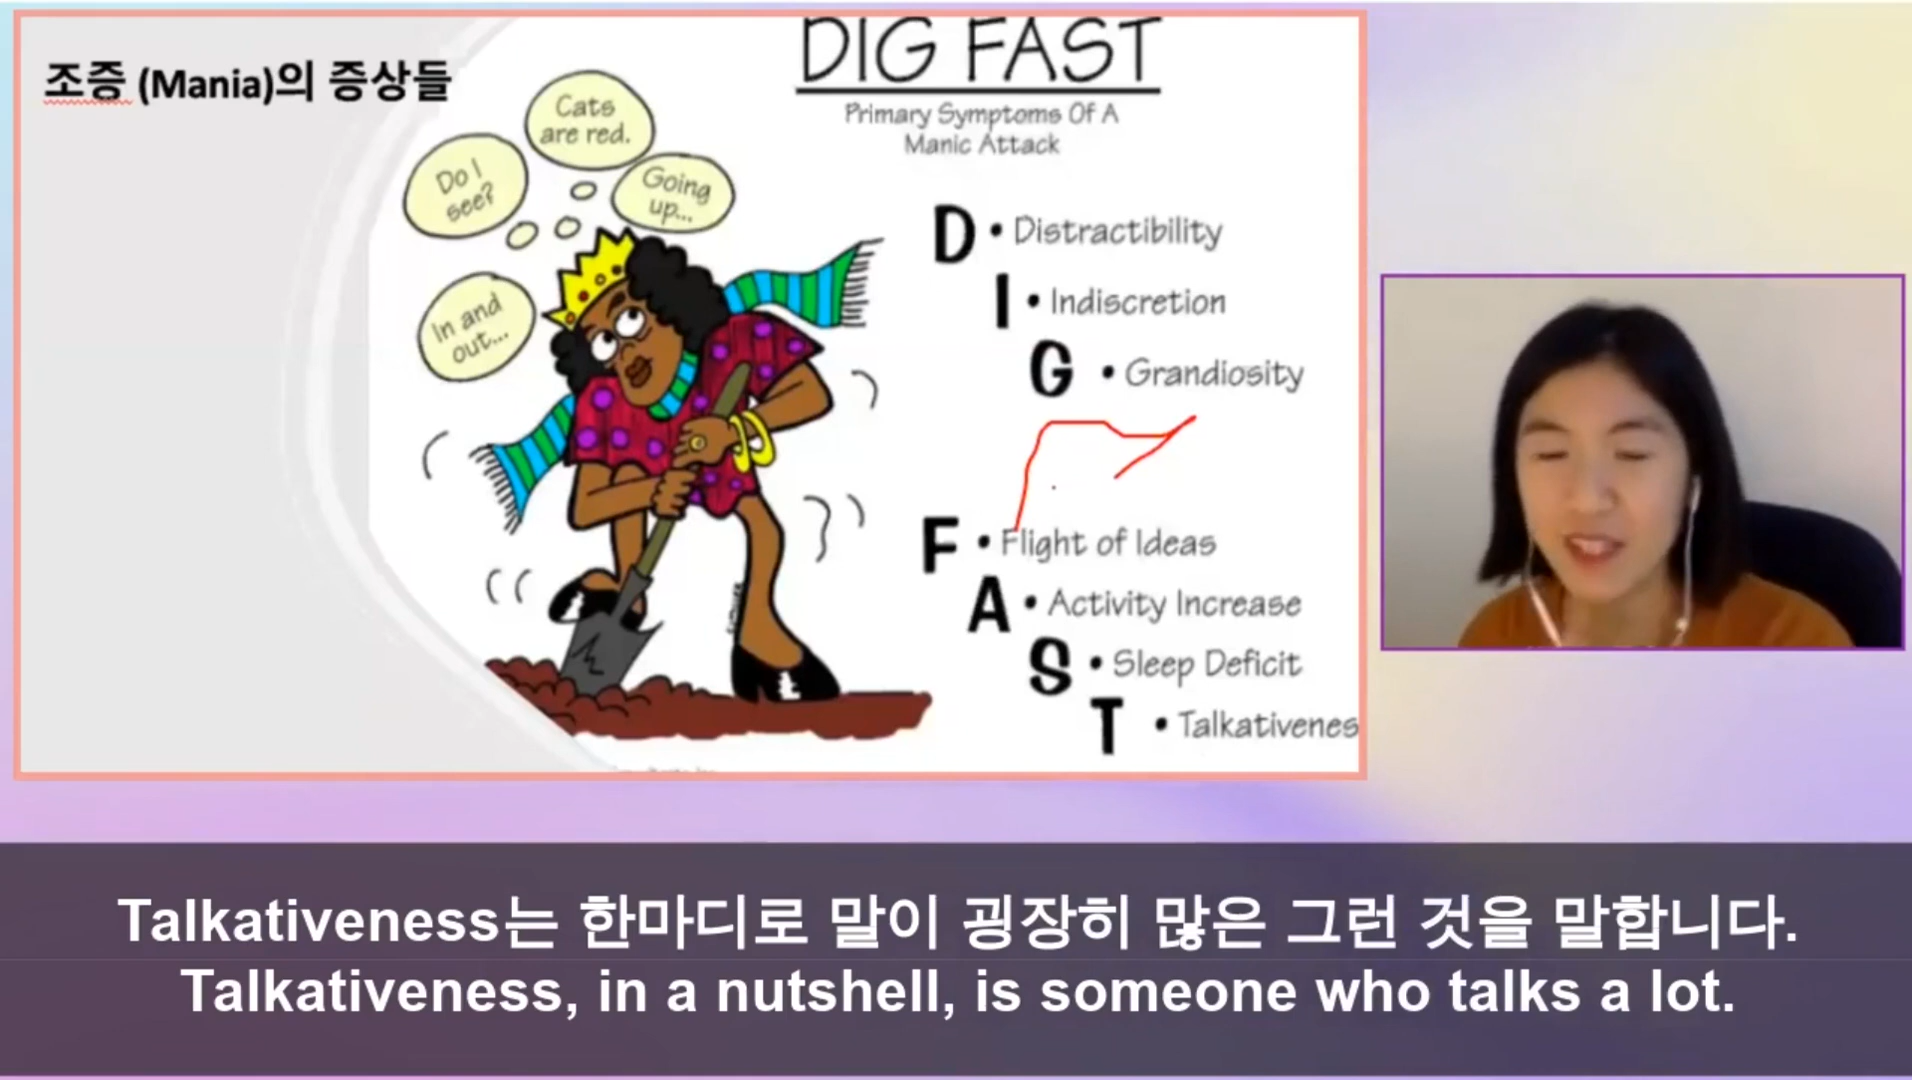 조증 (Mania)의 증상들
DIG FAST
Primary Symptoms Of A
Manic Attack
Cats
are red.
Do I
see?
Going
up...
In and
out...
D • Distractibility
I • Indiscretion
G • Grandiosity
F • Flight of Ideas
A • Activity Increase
S • Sleep Deficit
T • Talkativenes
Talkativeness는 한마디로 말이 굉장히 많은 그런 것을 말합니다.
Talkativeness, in a nutshell, is someone who talks a lot.